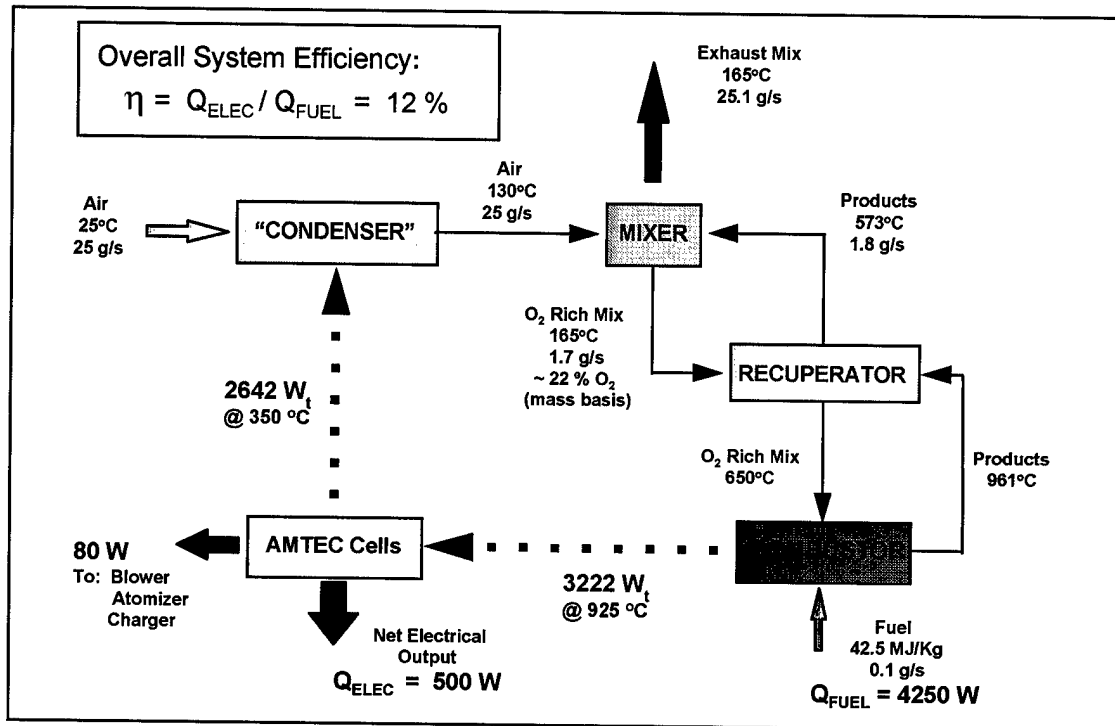 Overall System Efficiency:
η = Q_ELEC / Q_FUEL = 12 %
Exhaust Mix
165°C
25.1 g/s
Air
25°C
25 g/s
"CONDENSER"
Air
130°C
25 g/s
MIXER
Products
573°C
1.8 g/s
O2 Rich Mix
165°C
1.7 g/s
~ 22 % O2
(mass basis)
RECUPERATOR
2642 Wt
@ 350 °C
O2 Rich Mix
650°C
Products
961°C
AMTEC Cells
80 W
To: Blower
Atomizer
Charger
3222 Wt
@ 925 °C
Net Electrical
Output
Q_ELEC = 500 W
Fuel
42.5 MJ/Kg
0.1 g/s
Q_FUEL = 4250 W